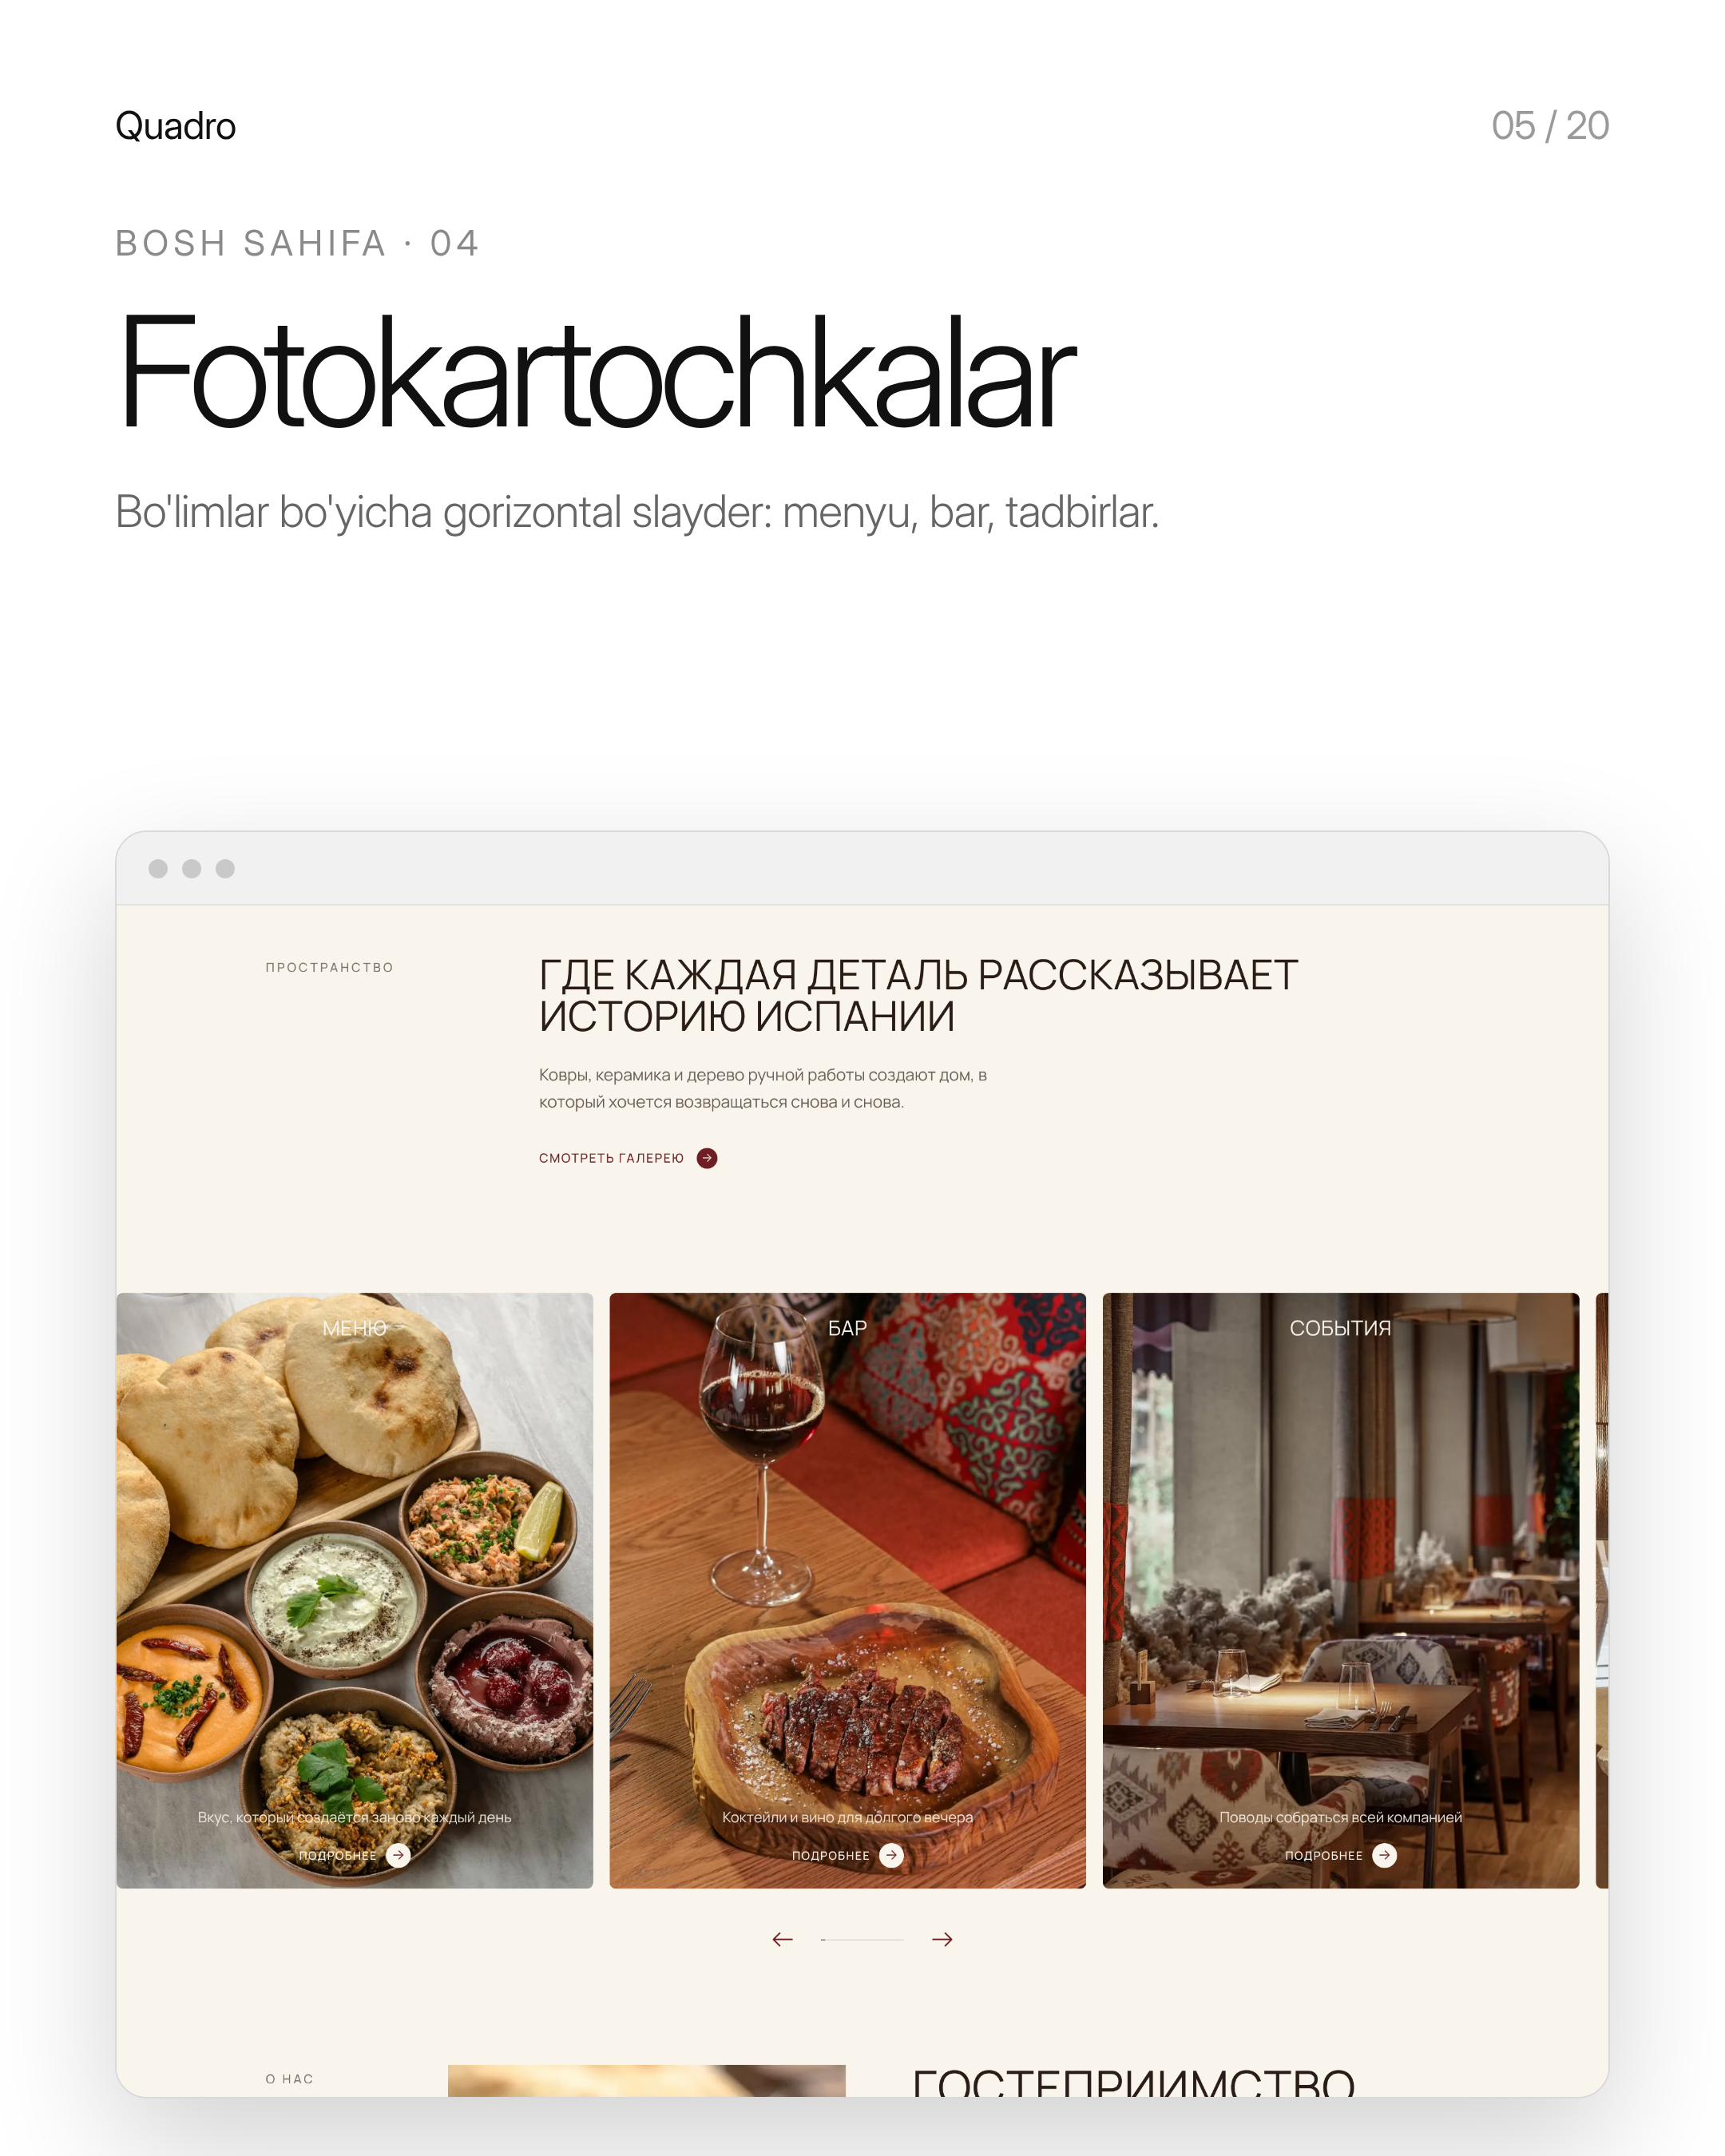 Quadro
05 / 20
BOSH SAHIFA · 04
Fotokartochkalar
Bo'limlar bo'yicha gorizontal slayder: menyu, bar, tadbirlar.
ПРОСТРАНСТВО
ГДЕ КАЖДАЯ ДЕТАЛЬ РАССКАЗЫВАЕТ
ИСТОРИЮ ИСПАНИИ
Ковры, керамика и дерево ручной работы создают дом, в
который хочется возвращаться снова и снова.
СМОТРЕТЬ ГАЛЕРЕЮ
МЕНЮ
Вкус, который создаётся заново каждый день
ПОДРОБНЕЕ
БАР
Коктейли и вино для долгого вечера
ПОДРОБНЕЕ
СОБЫТИЯ
Поводы собраться всей компанией
ПОДРОБНЕЕ
О НАС
ГОСТЕПРИИМСТВО